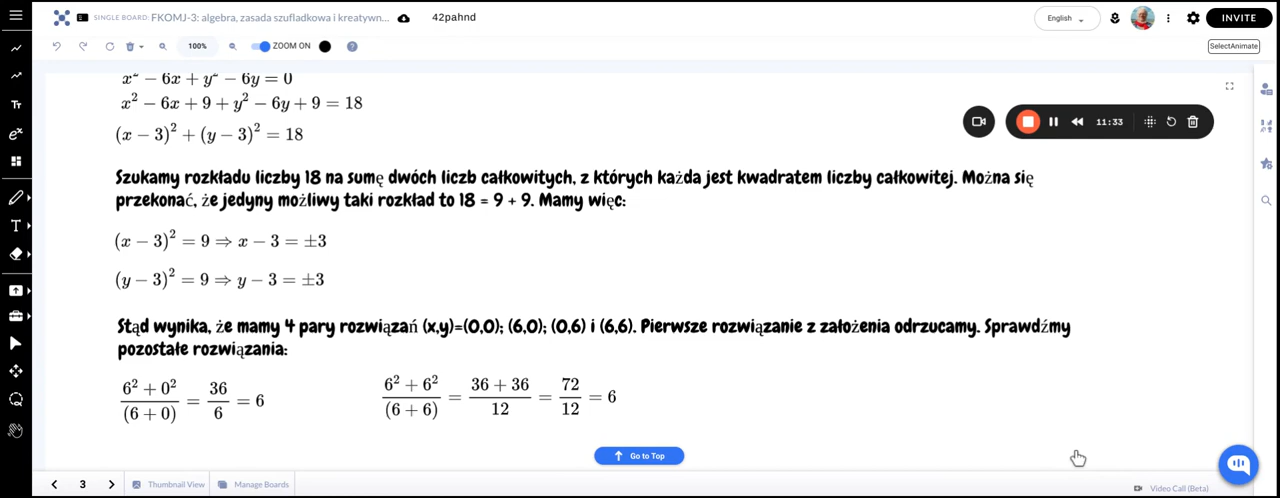 SINGLE BOARD: FKOMJ-3: algebra, zasada szufladkowa i kreatywn... 42pahnd English INVITE
100% ZOOM ON ? SelectAnimate
x² − 6x + y² − 6y = 0
x² − 6x + 9 + y² − 6y + 9 = 18
11:33
(x − 3)² + (y − 3)² = 18
Szukamy rozkładu liczby 18 na sumę dwóch liczb całkowitych, z których każda jest kwadratem liczby całkowitej. Można się
przekonać, że jedyny możliwy taki rozkład to 18 = 9 + 9. Mamy więc:
(x − 3)² = 9 ⇒ x − 3 = ±3
(y − 3)² = 9 ⇒ y − 3 = ±3
Stąd wynika, że mamy 4 pary rozwiązań (x,y)=(0,0); (6,0); (0,6) i (6,6). Pierwsze rozwiązanie z założenia odrzucamy. Sprawdźmy
pozostałe rozwiązania:
(6² + 0²)/(6 + 0) = 36/6 = 6
(6² + 6²)/(6 + 6) = (36 + 36)/12 = 72/12 = 6
Go to Top
3 Thumbnail View Manage Boards
Video Call (Beta)
Tт
eˣ
T